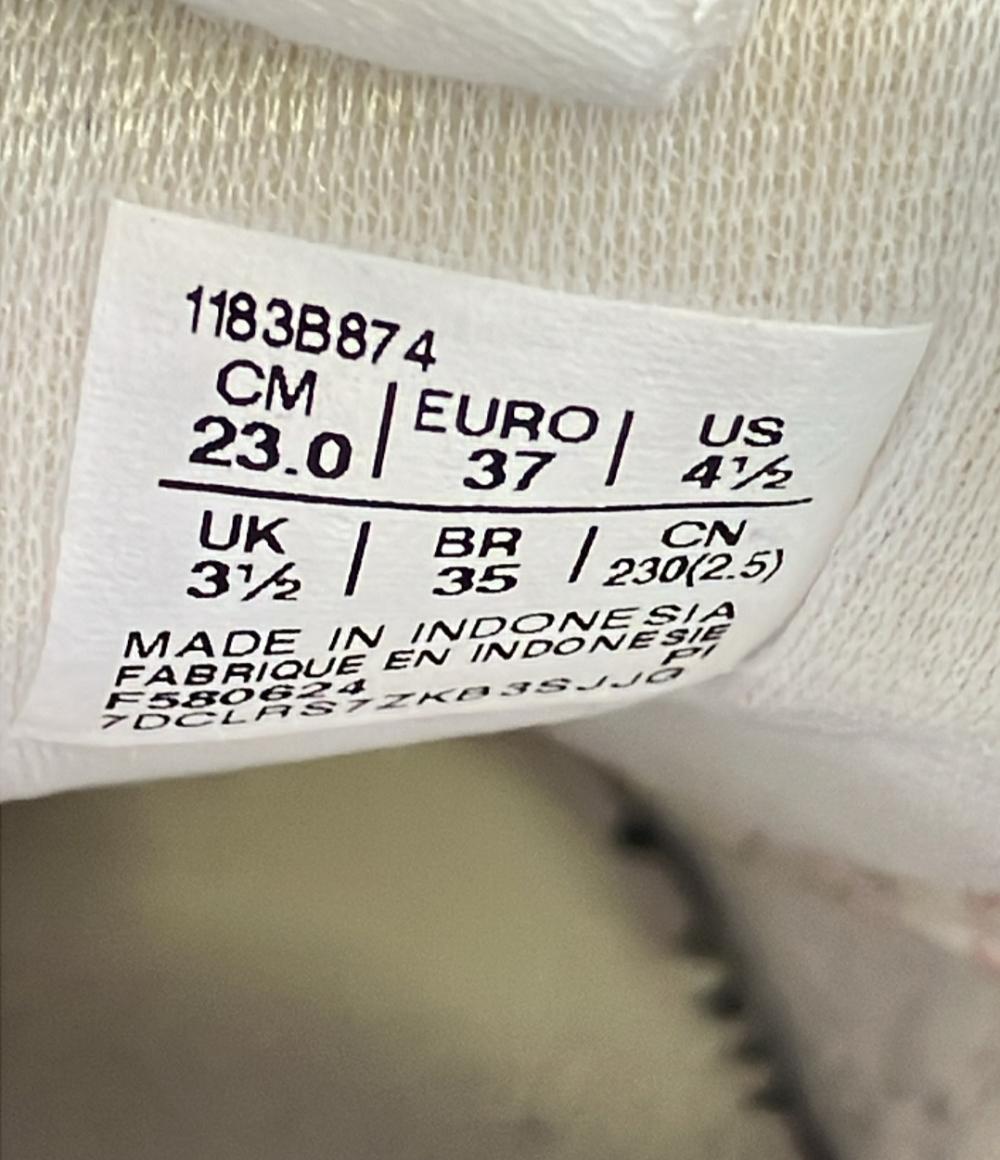 1183B874
CM | EURO | US
23.0 | 37 | 4½
UK | BR | CN
3½ | 35 | 230(2.5)
MADE IN INDONESIA
FABRIQUE EN INDONESIE
F580624 PI
7DCLRS7ZKB3SJJG